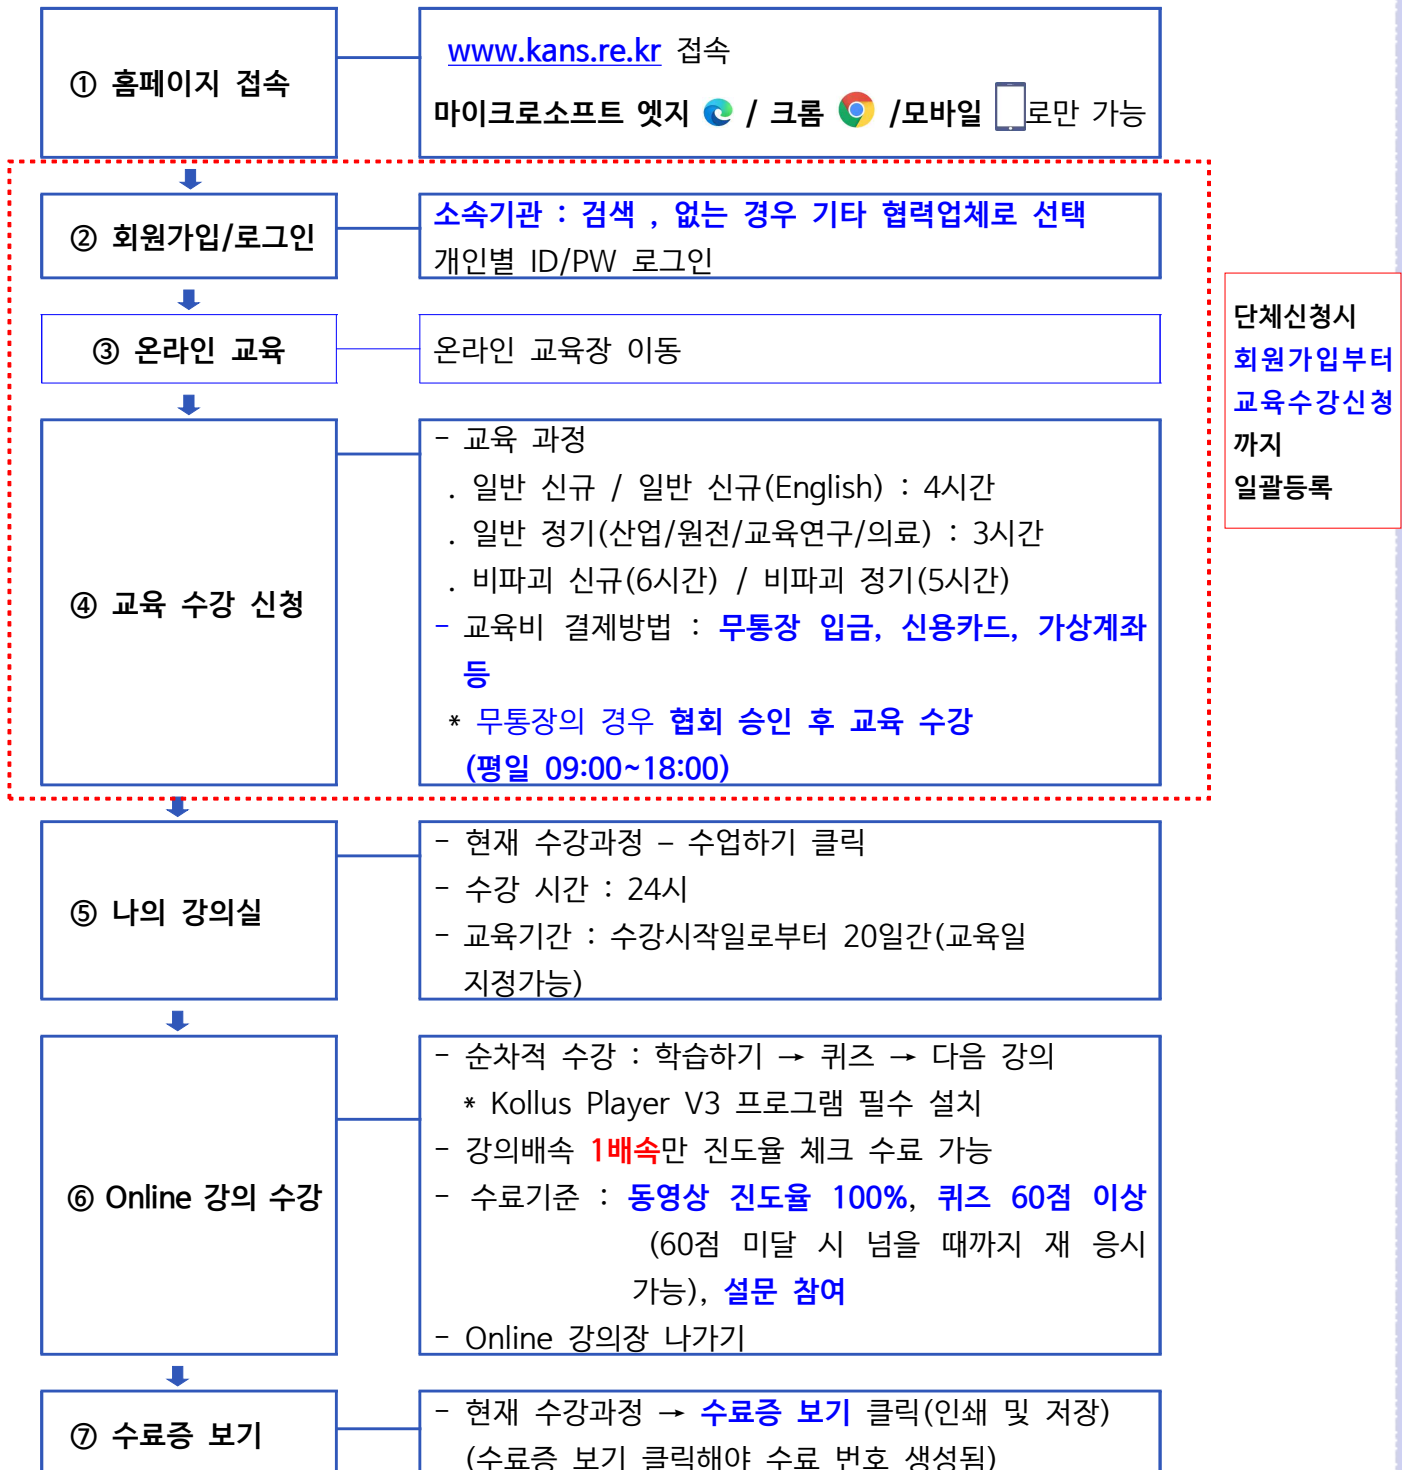 ① 홈페이지 접속
www.kans.re.kr 접속
마이크로소프트 엣지 / 크롬 /모바일 로만 가능
② 회원가입/로그인
소속기관 : 검색 , 없는 경우 기타 협력업체로 선택
개인별 ID/PW 로그인
③ 온라인 교육
온라인 교육장 이동
④ 교육 수강 신청
- 교육 과정
. 일반 신규 / 일반 신규(English) : 4시간
. 일반 정기(산업/원전/교육연구/의료) : 3시간
. 비파괴 신규(6시간) / 비파괴 정기(5시간)
- 교육비 결제방법 : 무통장 입금, 신용카드, 가상계좌
등
* 무통장의 경우 협회 승인 후 교육 수강
(평일 09:00~18:00)
단체신청시
회원가입부터
교육수강신청
까지
일괄등록
⑤ 나의 강의실
- 현재 수강과정 – 수업하기 클릭
- 수강 시간 : 24시
- 교육기간 : 수강시작일로부터 20일간(교육일
지정가능)
⑥ Online 강의 수강
- 순차적 수강 : 학습하기 → 퀴즈 → 다음 강의
* Kollus Player V3 프로그램 필수 설치
- 강의배속 1배속만 진도율 체크 수료 가능
- 수료기준 : 동영상 진도율 100%, 퀴즈 60점 이상
(60점 미달 시 넘을 때까지 재 응시
가능), 설문 참여
- Online 강의장 나가기
⑦ 수료증 보기
- 현재 수강과정 → 수료증 보기 클릭(인쇄 및 저장)
(수료증 보기 클릭해야 수료 번호 생성됨)